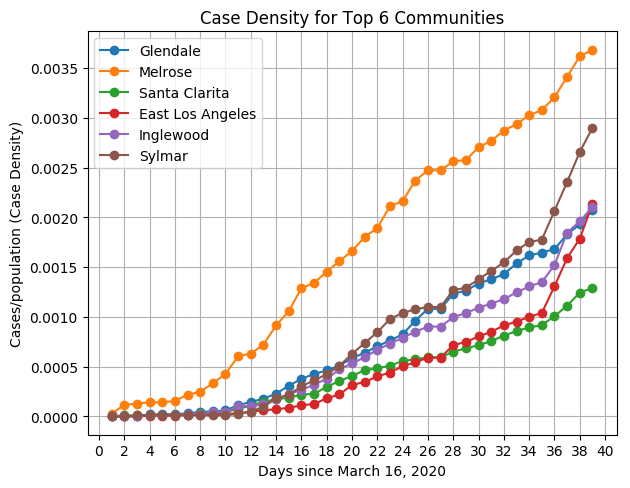 Case Density for Top 6 Communities
Glendale
Melrose
Santa Clarita
East Los Angeles
Inglewood
Sylmar
Cases/population (Case Density)
0.0035
0.0030
0.0025
0.0020
0.0015
0.0010
0.0005
0.0000
0 2 4 6 8 10 12 14 16 18 20 22 24 26 28 30 32 34 36 38 40
Days since March 16, 2020